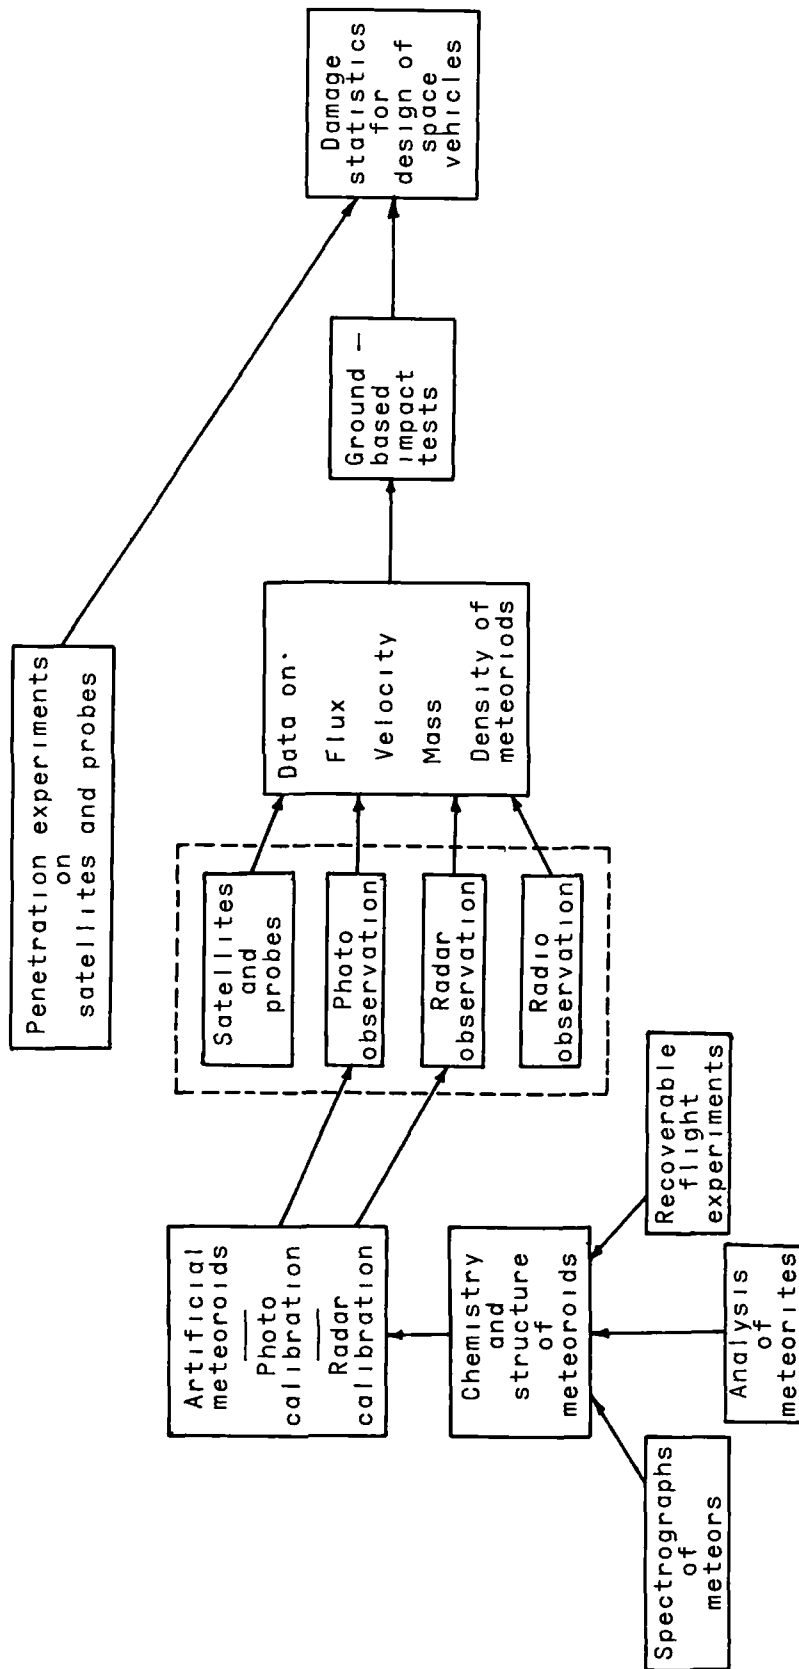 Penetration experiments
on
satellites and probes
Artificial
meteoroids
Photo
calibration
Radar
calibration
Chemistry
and
structure
of
meteoroids
Spectrographs
of
meteors
Analysis
of
meteorites
Recoverable
flight
experiments
Satellites
and
probes
Photo
observation
Radar
observation
Radio
observation
Data on:
Flux
Velocity
Mass
Density of
meteoriods
Ground –
based
impact
tests
Damage
statistics
for
design of
space
vehicles